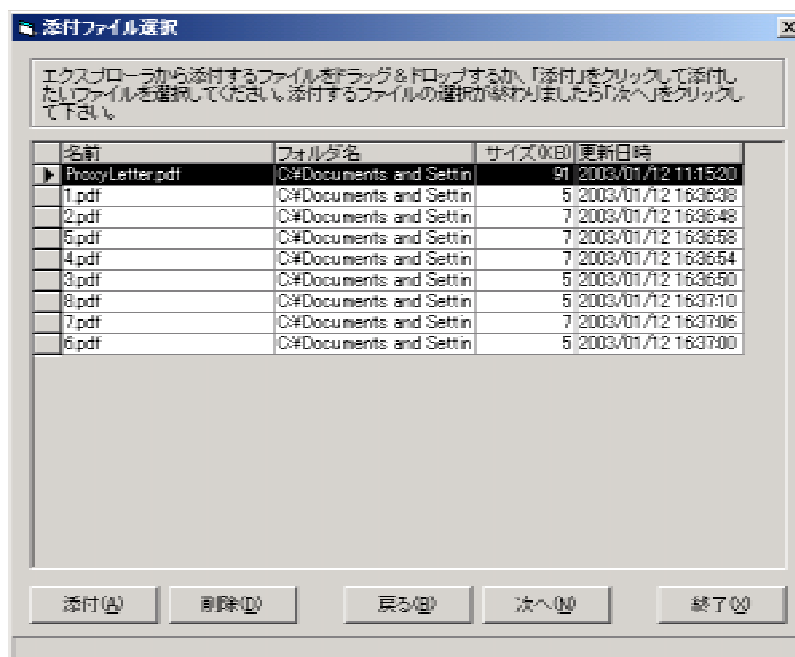 添付ファイル選択
エクスプローラから添付するファイルをドラッグ＆ドロップするか、「添付」をクリックして添付し
たいファイルを選択してください。添付するファイルの選択が終わりましたら「次へ」をクリックし
て下さい。
名前 フォルダ名 サイズ(KB) 更新日時
ProxyLetter.pdf C:¥Documents and Settin 91 2003/01/12 11:15:20
1.pdf C:¥Documents and Settin 5 2003/01/12 16:36:38
2.pdf C:¥Documents and Settin 7 2003/01/12 16:36:48
5.pdf C:¥Documents and Settin 7 2003/01/12 16:36:58
4.pdf C:¥Documents and Settin 7 2003/01/12 16:36:54
3.pdf C:¥Documents and Settin 5 2003/01/12 16:36:50
8.pdf C:¥Documents and Settin 5 2003/01/12 16:37:10
7.pdf C:¥Documents and Settin 7 2003/01/12 16:37:06
6.pdf C:¥Documents and Settin 5 2003/01/12 16:37:00
添付(A) 削除(D) 戻る(B) 次へ(N) 終了(X)